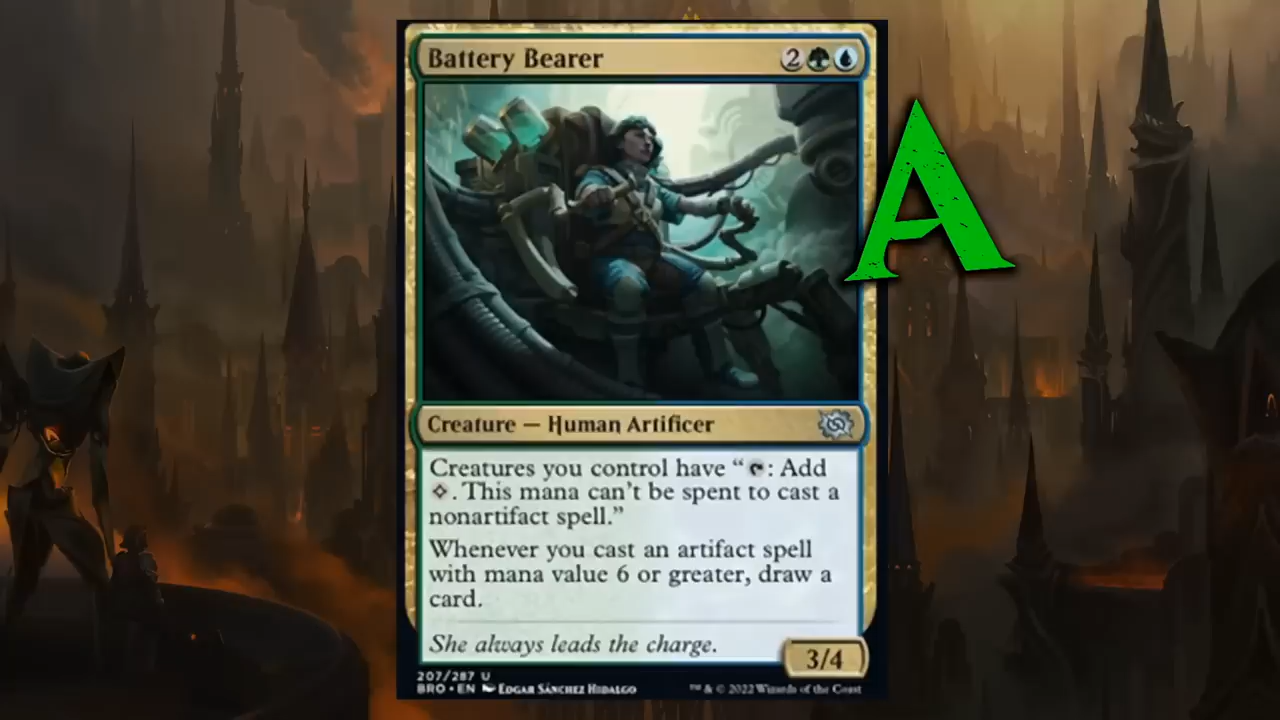 Battery Bearer 2
A
Creature — Human Artificer
Creatures you control have “ : Add
. This mana can't be spent to cast a
nonartifact spell.”
Whenever you cast an artifact spell
with mana value 6 or greater, draw a
card.
She always leads the charge.
3/4
207/287 U
BRO • EN EDGAR SÁNCHEZ HIDALGO
™ & © 2022 Wizards of the Coast